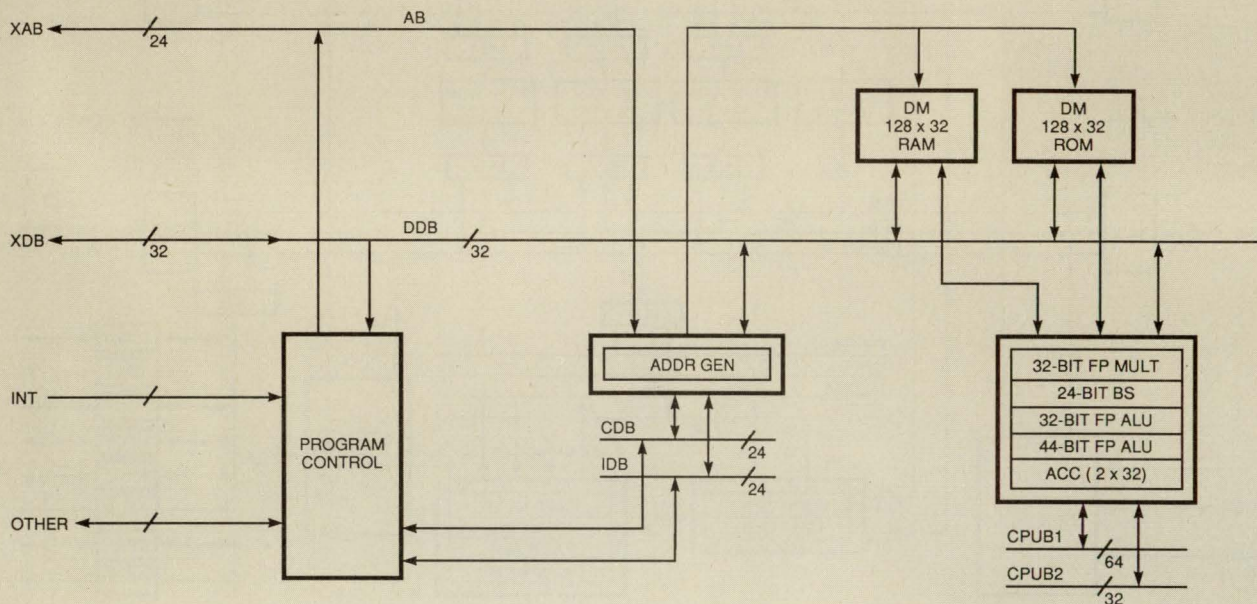 XAB
24
AB
DM
128 x 32
RAM
DM
128 x 32
ROM
XDB
32
DDB
32
INT
PROGRAM
CONTROL
OTHER
ADDR GEN
CDB
24
IDB
24
32-BIT FP MULT
24-BIT BS
32-BIT FP ALU
44-BIT FP ALU
ACC ( 2 x 32)
CPUB1
64
CPUB2
32